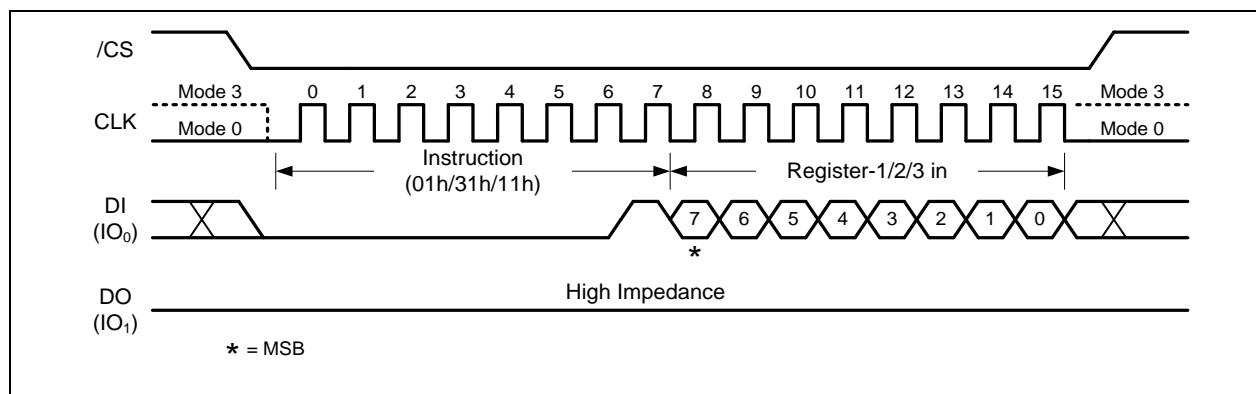 /CS
Mode 3 0 1 2 3 4 5 6 7 8 9 10 11 12 13 14 15 Mode 3
CLK
Mode 0 Mode 0
Instruction
(01h/31h/11h) Register-1/2/3 in
DI
(IO₀) 7 6 5 4 3 2 1 0
*
DO
(IO₁) High Impedance
* = MSB